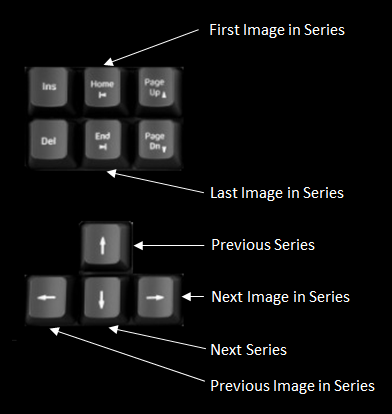 First Image in Series
Ins
Home
Page
Up
Del
End
Page
Dn
Last Image in Series
Previous Series
Next Image in Series
Next Series
Previous Image in Series